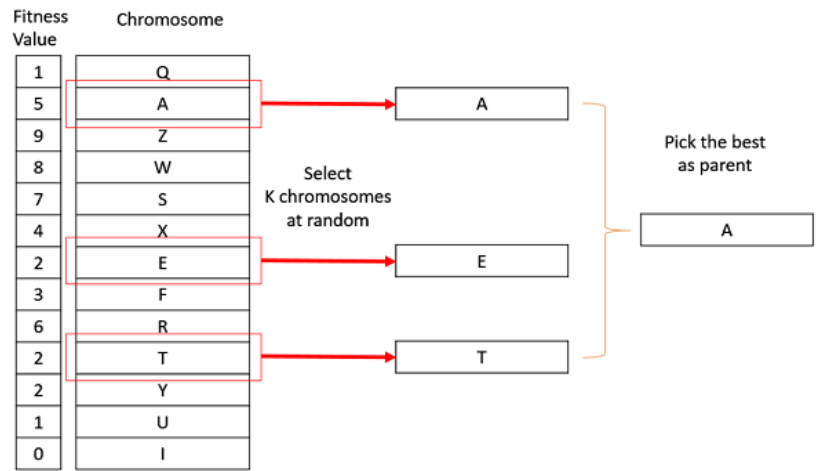 Fitness
Value
Chromosome
1 Q
5 A
9 Z
8 W
7 S
4 X
2 E
3 F
6 R
2 T
2 Y
1 U
0 I
A
Select
K chromosomes
at random
E
T
Pick the best
as parent
A